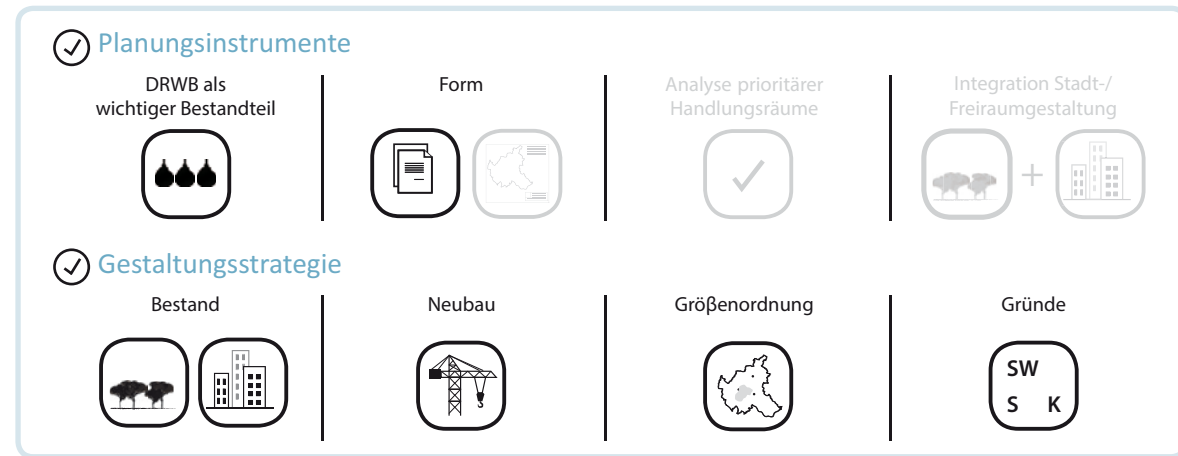 Planungsinstrumente
DRWB als
wichtiger Bestandteil
Form
Analyse prioritärer
Handlungsräume
Integration Stadt-/
Freiraumgestaltung
+
Gestaltungsstrategie
Bestand
Neubau
Größenordnung
Gründe
SW
S K